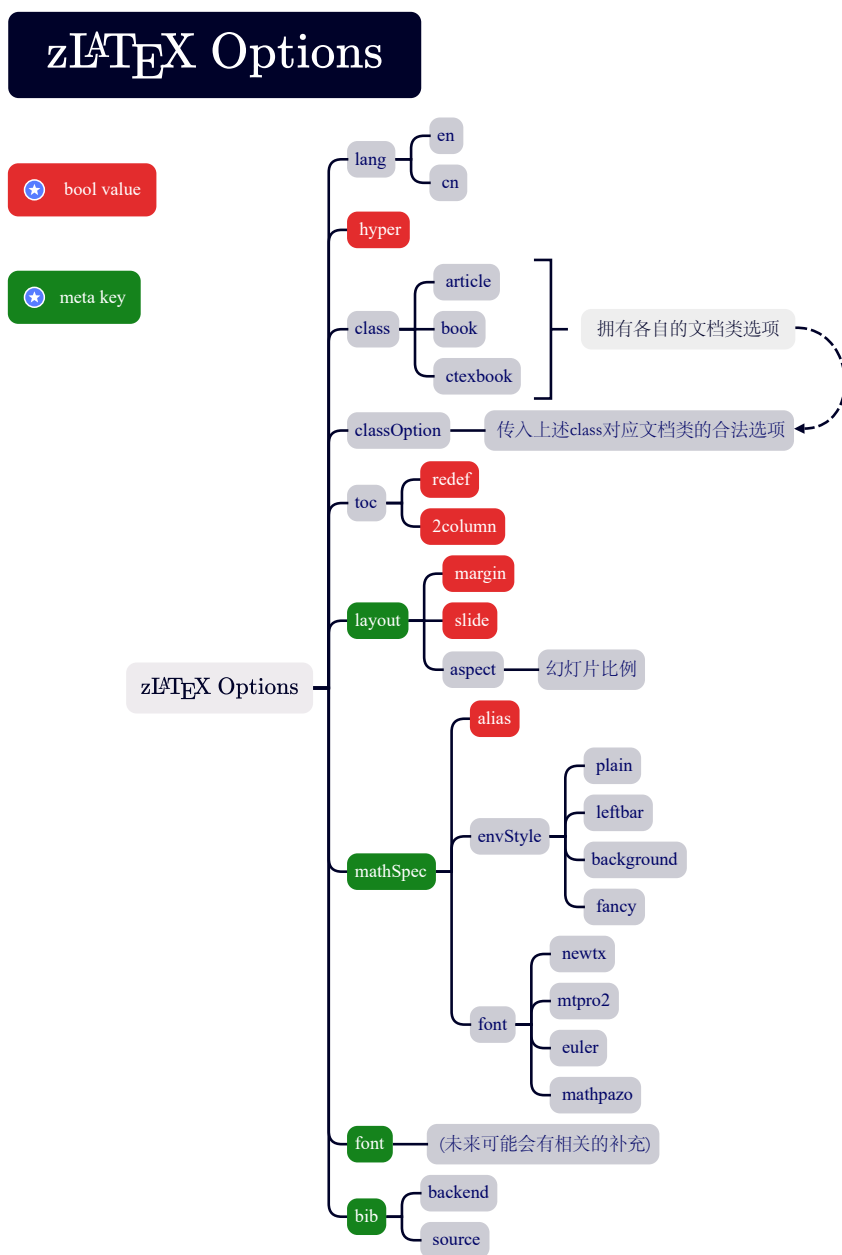 zLATEX Options
bool value
meta key
zLATEX Options
lang
en
cn
hyper
class
article
book
ctexbook
拥有各自的文档类选项
classOption
传入上述class对应文档类的合法选项
toc
redef
2column
layout
margin
slide
aspect
幻灯片比例
mathSpec
alias
envStyle
plain
leftbar
background
fancy
font
newtx
mtpro2
euler
mathpazo
font
(未来可能会有相关的补充)
bib
backend
source